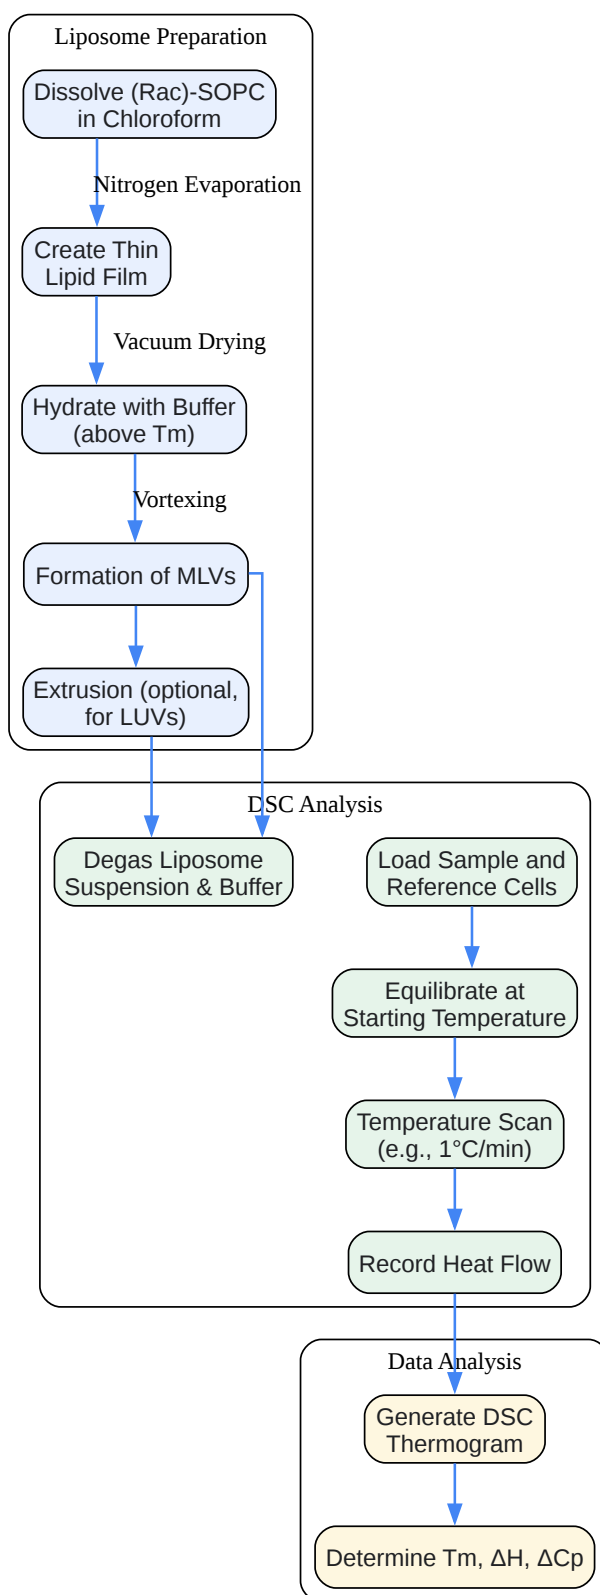 Liposome Preparation
Dissolve (Rac)-SOPC
in Chloroform
Nitrogen Evaporation
Create Thin
Lipid Film
Vacuum Drying
Hydrate with Buffer
(above Tm)
Vortexing
Formation of MLVs
Extrusion (optional,
for LUVs)
DSC Analysis
Degas Liposome
Suspension & Buffer
Load Sample and
Reference Cells
Equilibrate at
Starting Temperature
Temperature Scan
(e.g., 1°C/min)
Record Heat Flow
Data Analysis
Generate DSC
Thermogram
Determine Tm, ΔH, ΔCp